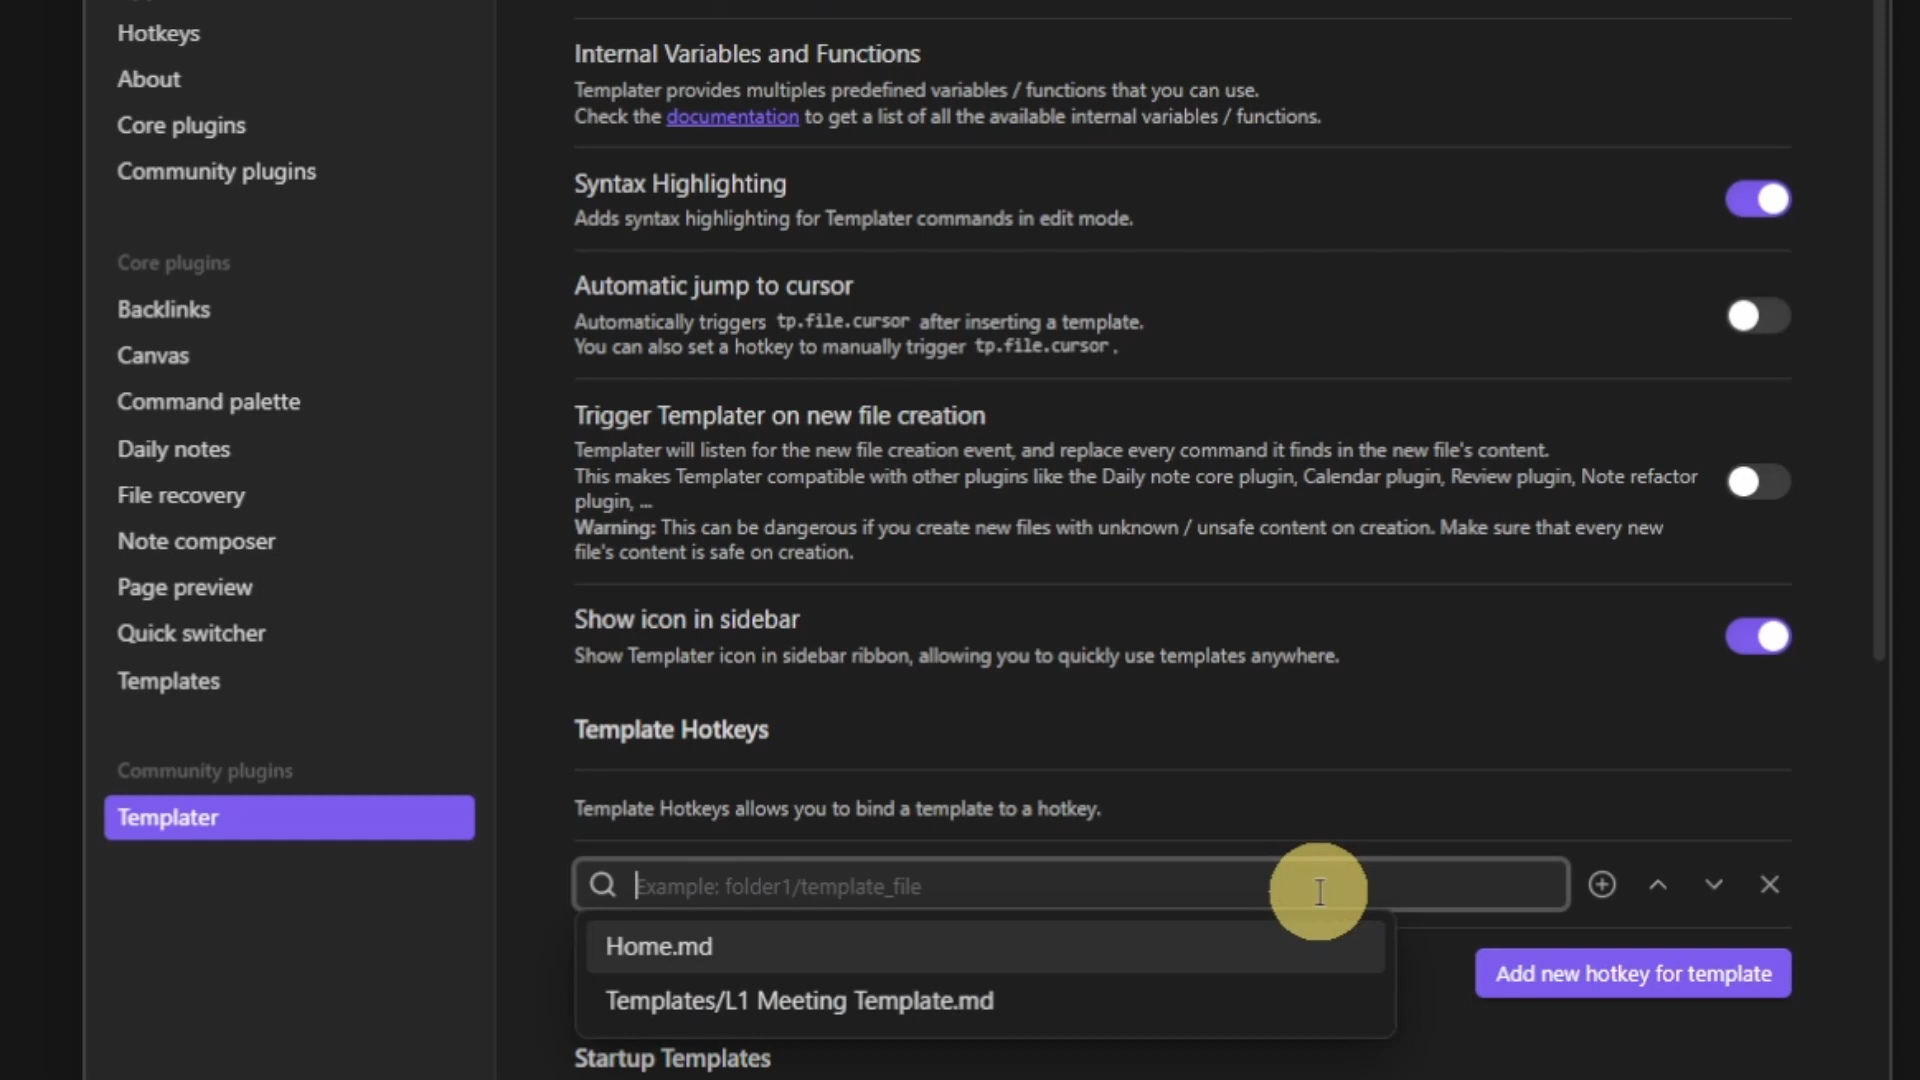 Hotkeys
About
Core plugins
Community plugins
Core plugins
Backlinks
Canvas
Command palette
Daily notes
File recovery
Note composer
Page preview
Quick switcher
Templates
Community plugins
Templater
Internal Variables and Functions
Templater provides multiples predefined variables / functions that you can use.
Check the documentation to get a list of all the available internal variables / functions.
Syntax Highlighting
Adds syntax highlighting for Templater commands in edit mode.
Automatic jump to cursor
Automatically triggers tp.file.cursor after inserting a template.
You can also set a hotkey to manually trigger tp.file.cursor.
Trigger Templater on new file creation
Templater will listen for the new file creation event, and replace every command it finds in the new file's content.
This makes Templater compatible with other plugins like the Daily note core plugin, Calendar plugin, Review plugin, Note refactor
plugin, ...
Warning: This can be dangerous if you create new files with unknown / unsafe content on creation. Make sure that every new
file's content is safe on creation.
Show icon in sidebar
Show Templater icon in sidebar ribbon, allowing you to quickly use templates anywhere.
Template Hotkeys
Template Hotkeys allows you to bind a template to a hotkey.
Example: folder1/template_file
Home.md
Templates/L1 Meeting Template.md
Add new hotkey for template
Startup Templates